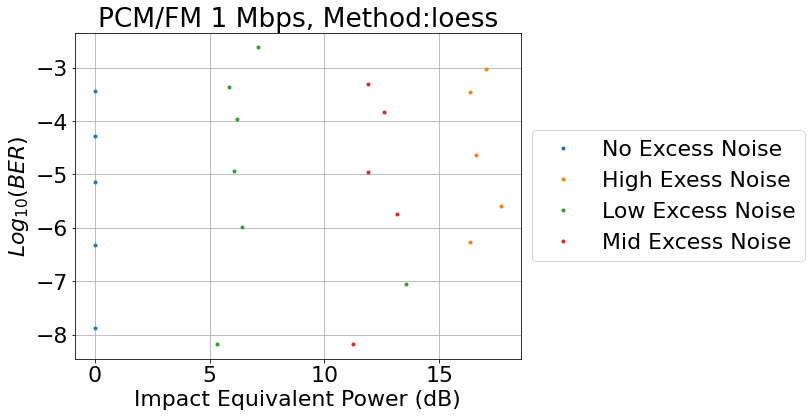 PCM/FM 1 Mbps, Method:loess
−3
−4
−5
−6
−7
−8
Log10(BER)
0 5 10 15
Impact Equivalent Power (dB)
No Excess Noise
High Exess Noise
Low Excess Noise
Mid Excess Noise